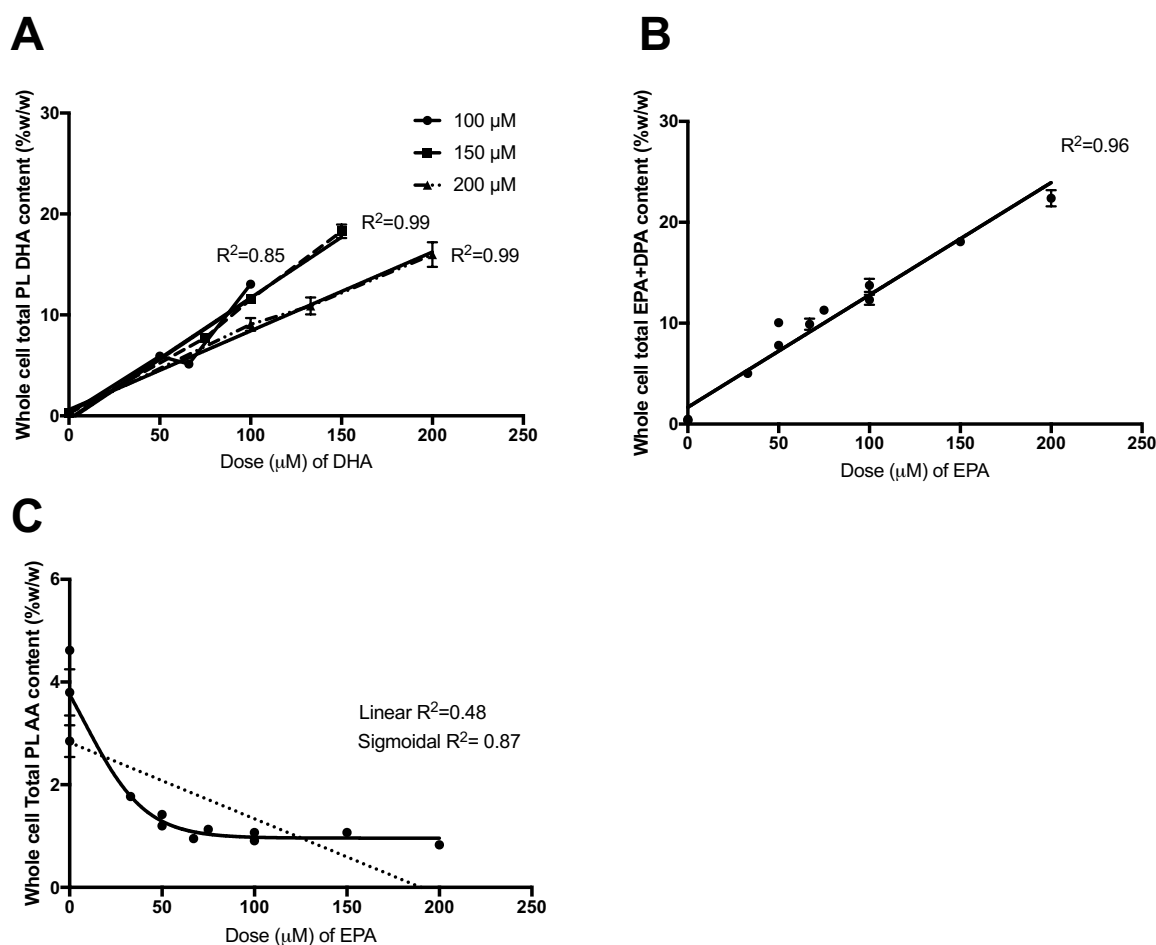 A
Whole cell total PL DHA content (%w/w)
30
20
10
0
0 50 100 150 200 250
Dose (μM) of DHA
100 μM
150 μM
200 μM
R²=0.85
R²=0.99
R²=0.99
B
Whole cell total EPA+DPA content (%w/w)
30
20
10
0
0 50 100 150 200 250
Dose (μM) of EPA
R²=0.96
C
Whole cell Total PL AA content (%w/w)
6
4
2
0
0 50 100 150 200 250
Dose (μM) of EPA
Linear R²=0.48
Sigmoidal R²= 0.87